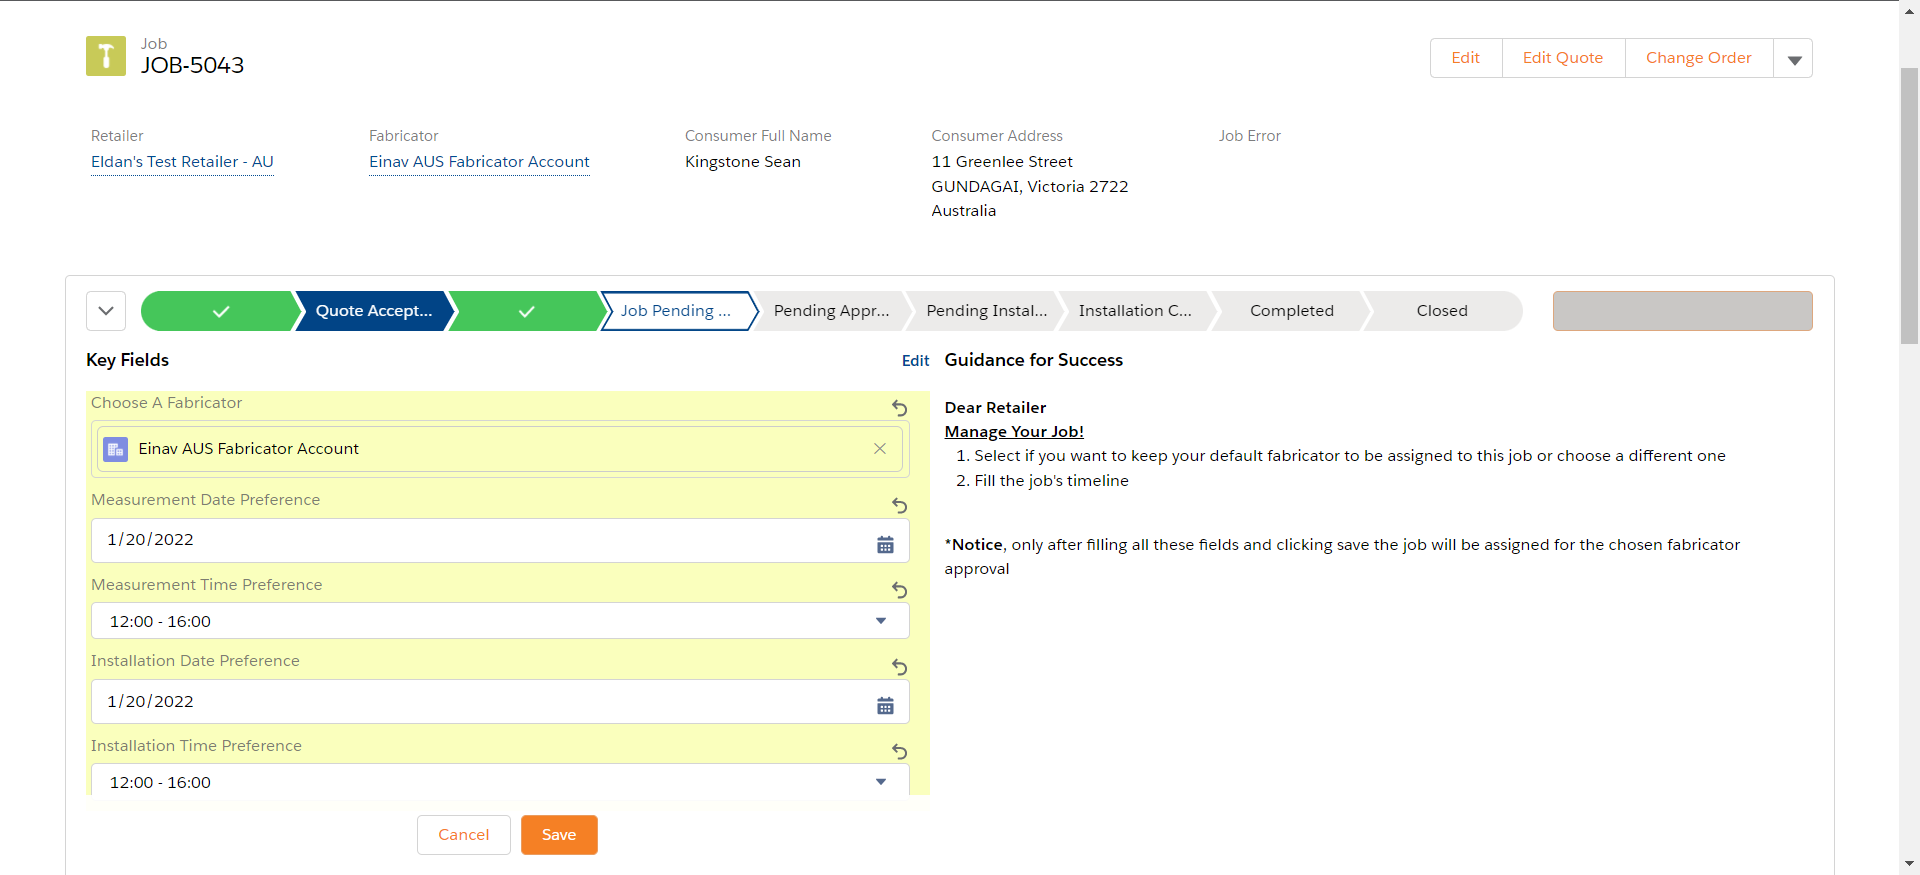 Job
JOB-5043
Edit
Edit Quote
Change Order
Retailer
Eldan's Test Retailer - AU
Fabricator
Einav AUS Fabricator Account
Consumer Full Name
Kingstone Sean
Consumer Address
11 Greenlee Street
GUNDAGAI, Victoria 2722
Australia
Job Error
Quote Accept...
Job Pending ...
Pending Appr...
Pending Instal...
Installation C...
Completed
Closed
Key Fields
Edit
Choose A Fabricator
Einav AUS Fabricator Account
Measurement Date Preference
1/20/2022
Measurement Time Preference
12:00 - 16:00
Installation Date Preference
1/20/2022
Installation Time Preference
12:00 - 16:00
Cancel
Save
Guidance for Success
Dear Retailer
Manage Your Job!
1. Select if you want to keep your default fabricator to be assigned to this job or choose a different one
2. Fill the job's timeline
*Notice, only after filling all these fields and clicking save the job will be assigned for the chosen fabricator
approval